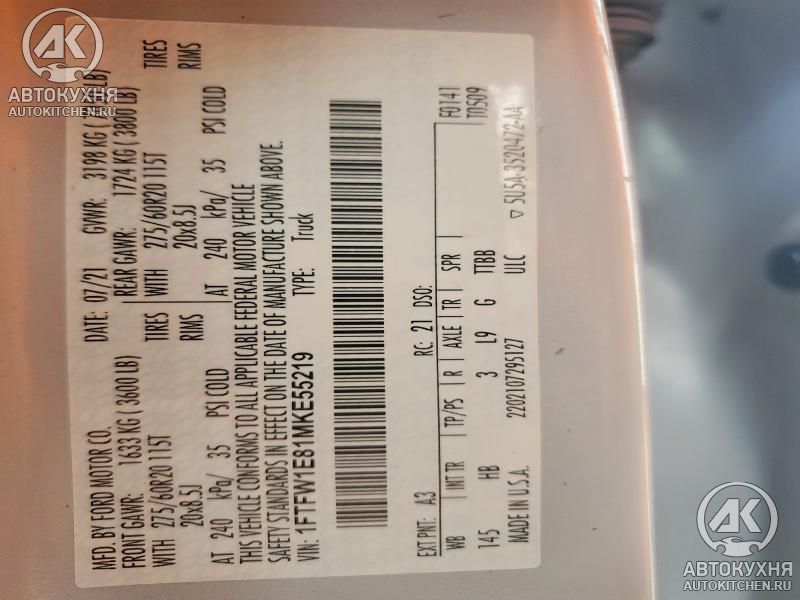 MFD. BY FORD MOTOR CO.
DATE: 07/21 GVWR: 3198 KG (
FRONT GAWR: 1633 KG (3600 LB)
REAR GAWR: 1724 KG (3800 LB)
WITH 275/60R20 115T TIRES
WITH 275/60R20 115T TIRES
20x8.5J RIMS
20x8.5J RIMS
AT 240 kPa/ 35 PSI COLD
AT 240 kPa/ 35 PSI COLD
THIS VEHICLE CONFORMS TO ALL APPLICABLE FEDERAL MOTOR VEHICLE
SAFETY STANDARDS IN EFFECT ON THE DATE OF MANUFACTURE SHOWN ABOVE.
VIN: 1FTFW1E81MKE55219 TYPE: Truck
F0141
T0509
EXT PNT: A3 RC: 21 DSO:
WB INT TR TP/PS R AXLE TR SPR
145 HB 3 L9 G TTBB
MADE IN U.S.A. 2202107295127 ULC
▽ 5U5A-3520472-AA
АК
АВТОКУХНЯ
AUTOKITCHEN.RU
АК
АВТОКУХНЯ
AUTOKITCHEN.RU